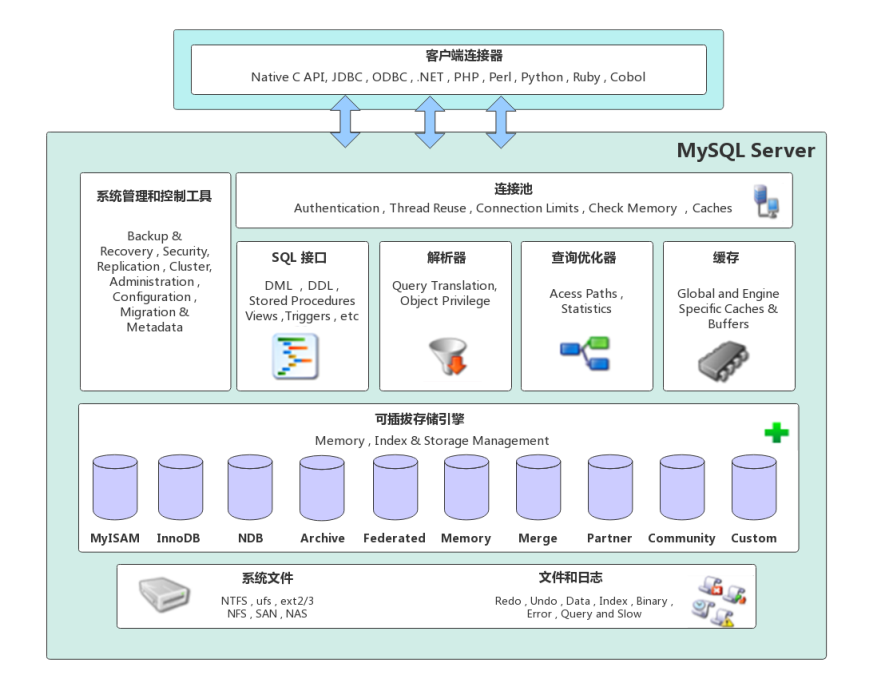 客户端连接器
Native C API, JDBC , ODBC , .NET , PHP , Perl , Python , Ruby , Cobol
MySQL Server
系统管理和控制工具
Backup &
Recovery , Security,
Replication , Cluster,
Administration ,
Configuration ,
Migration &
Metadata
连接池
Authentication , Thread Reuse , Connection Limits , Check Memory , Caches
SQL 接口
DML , DDL ,
Stored Procedures
Views ,Triggers , etc
解析器
Query Translation,
Object Privilege
查询优化器
Acess Paths ,
Statistics
缓存
Global and Engine
Specific Caches &
Buffers
可插拔存储引擎
Memory , Index & Storage Management
MyISAM InnoDB NDB Archive Federated Memory Merge Partner Community Custom
系统文件
NTFS , ufs , ext2/3
NFS , SAN , NAS
文件和日志
Redo , Undo , Data , Index , Binary ,
Error , Query and Slow